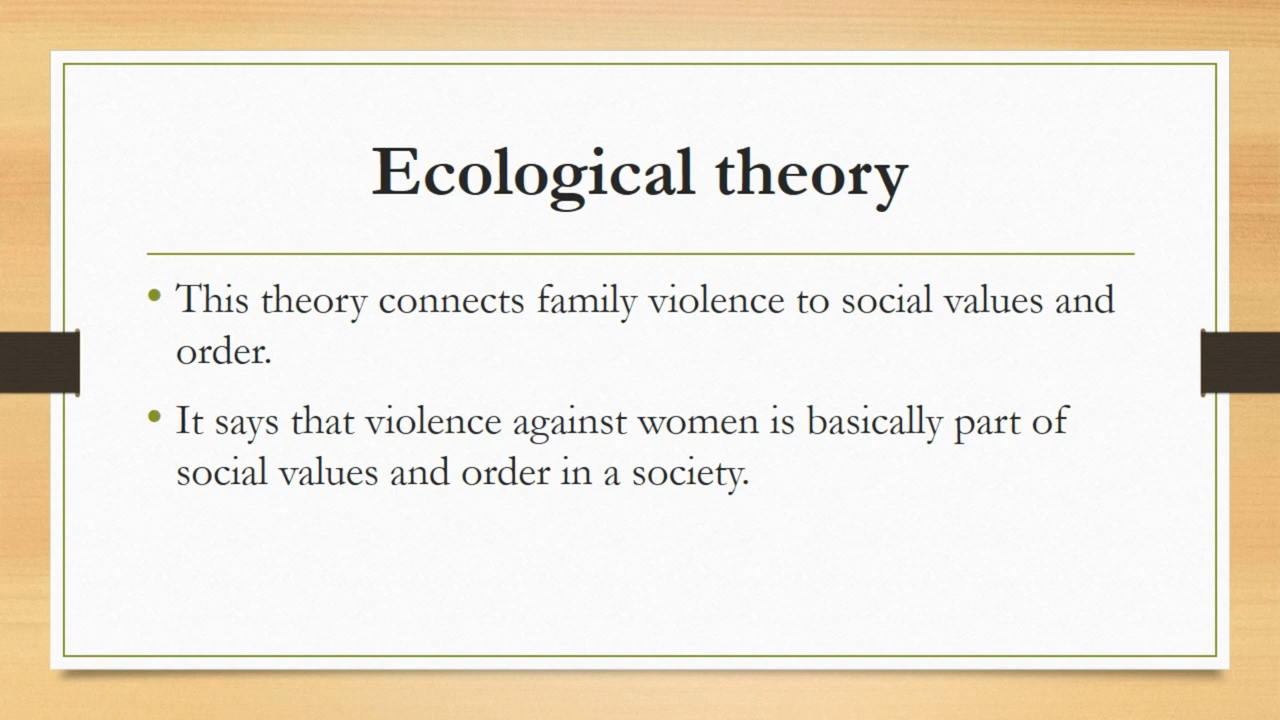 Ecological theory
• This theory connects family violence to social values and
order.
• It says that violence against women is basically part of
social values and order in a society.